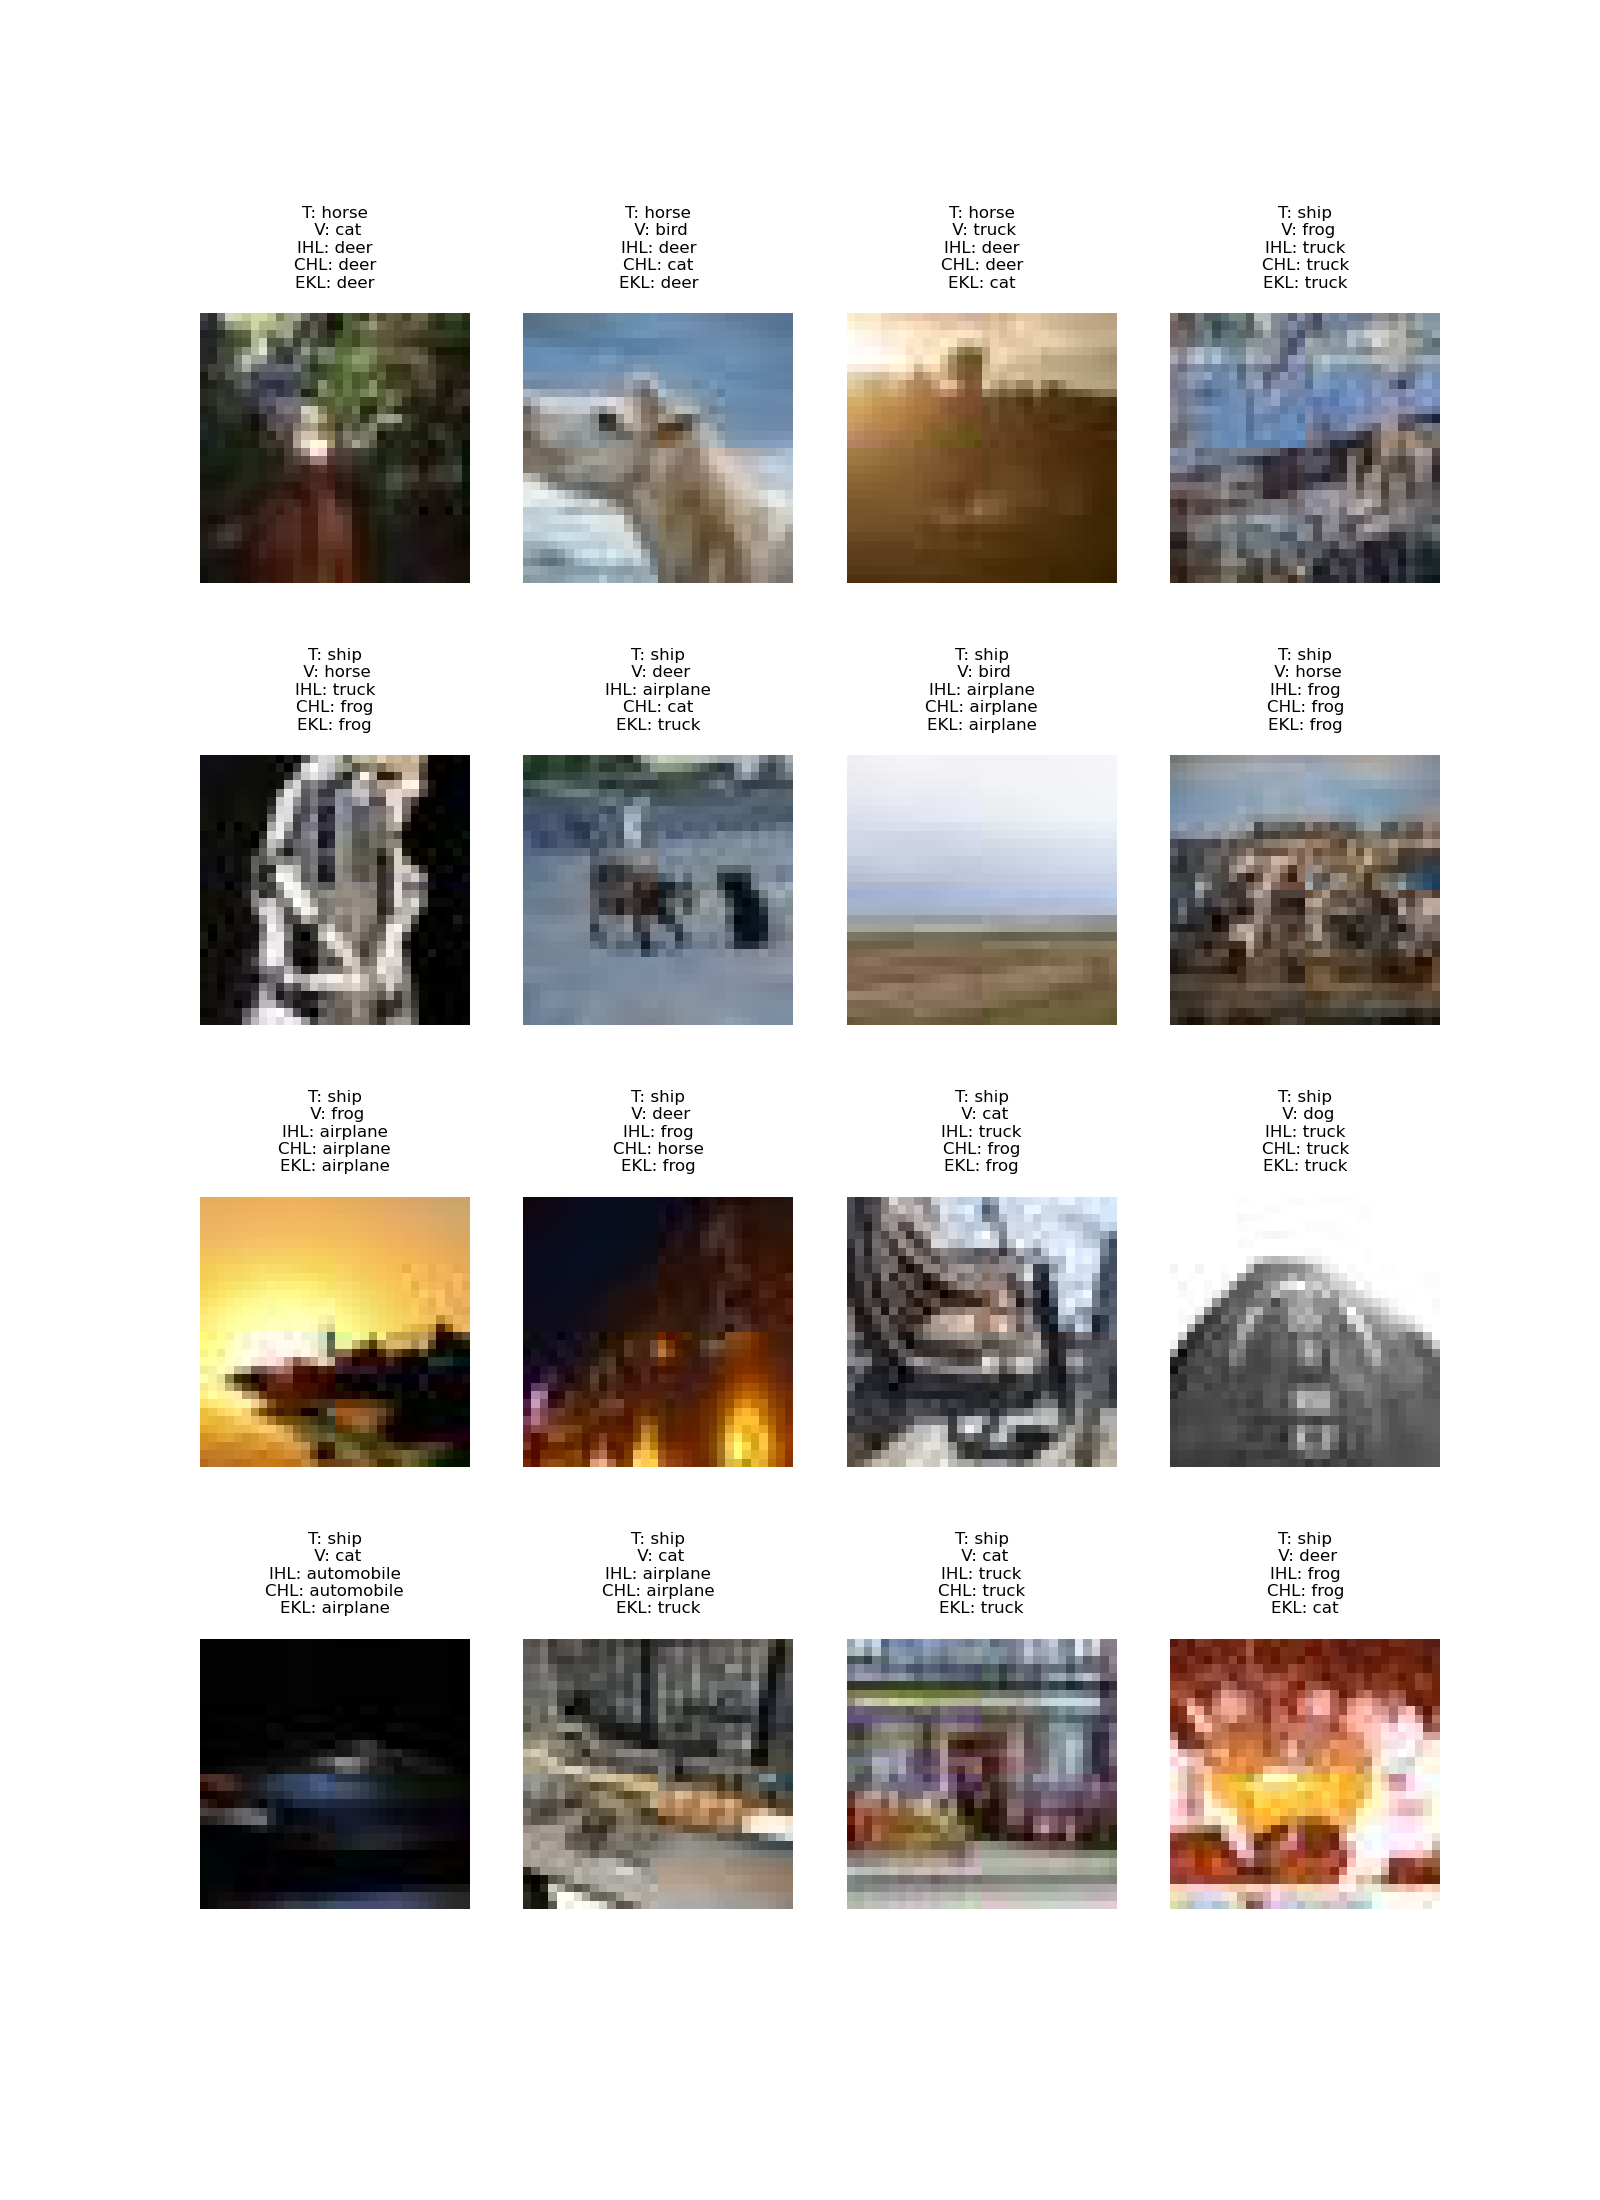 T: horse
V: cat
IHL: deer
CHL: deer
EKL: deer
T: horse
V: bird
IHL: deer
CHL: cat
EKL: deer
T: horse
V: truck
IHL: deer
CHL: deer
EKL: cat
T: ship
V: frog
IHL: truck
CHL: truck
EKL: truck
T: ship
V: horse
IHL: truck
CHL: frog
EKL: frog
T: ship
V: deer
IHL: airplane
CHL: cat
EKL: truck
T: ship
V: bird
IHL: airplane
CHL: airplane
EKL: airplane
T: ship
V: horse
IHL: frog
CHL: frog
EKL: frog
T: ship
V: frog
IHL: airplane
CHL: airplane
EKL: airplane
T: ship
V: deer
IHL: frog
CHL: horse
EKL: frog
T: ship
V: cat
IHL: truck
CHL: frog
EKL: frog
T: ship
V: dog
IHL: truck
CHL: truck
EKL: truck
T: ship
V: cat
IHL: automobile
CHL: automobile
EKL: airplane
T: ship
V: cat
IHL: airplane
CHL: airplane
EKL: truck
T: ship
V: cat
IHL: truck
CHL: truck
EKL: truck
T: ship
V: deer
IHL: frog
CHL: frog
EKL: cat